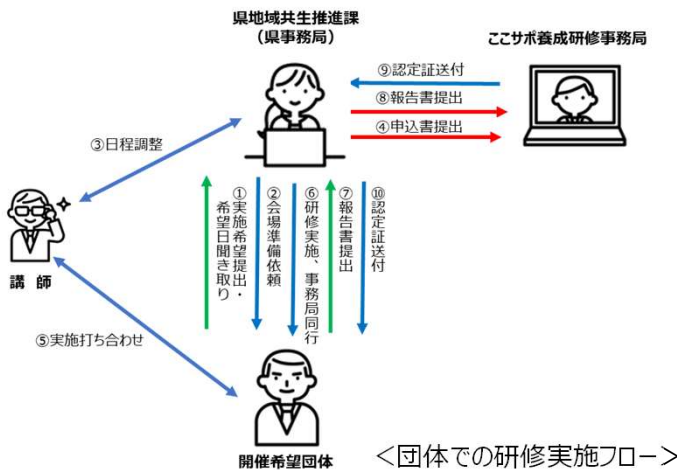 県地域共生推進課
（県事務局）
ここサポ養成研修事務局
⑨認定証送付
⑧報告書提出
④申込書提出
③日程調整
講 師
①実施希望提出・
希望日聞き取り
②会場準備依頼
⑥研修実施、事務局同行
⑦報告書提出
⑩認定証送付
⑤実施打ち合わせ
開催希望団体
＜団体での研修実施フロー＞